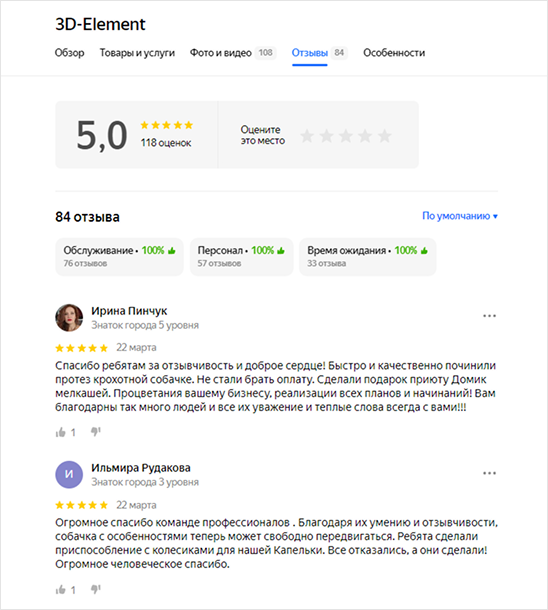 3D-Element
Обзор Товары и услуги Фото и видео 108 Отзывы 84 Особенности
5,0
118 оценок
Оцените
это место
84 отзыва
По умолчанию
Обслуживание • 100%
76 отзывов
Персонал • 100%
57 отзывов
Время ожидания • 100%
33 отзыва
Ирина Пинчук
Знаток города 5 уровня
22 марта
Спасибо ребятам за отзывчивость и доброе сердце! Быстро и качественно починили
протез крохотной собачке. Не стали брать оплату. Сделали подарок приюту Домик
мелкашей. Процветания вашему бизнесу, реализации всех планов и начинаний! Вам
благодарны так много людей и все их уважение и теплые слова всегда с вами!!!
1
И
Ильмира Рудакова
Знаток города 3 уровня
22 марта
Огромное спасибо команде профессионалов . Благодаря их умению и отзывчивости,
собачка с особенностями теперь может свободно передвигаться. Ребята сделали
приспособление с колесиками для нашей Капельки. Все отказались, а они сделали!
Огромное человеческое спасибо.
1